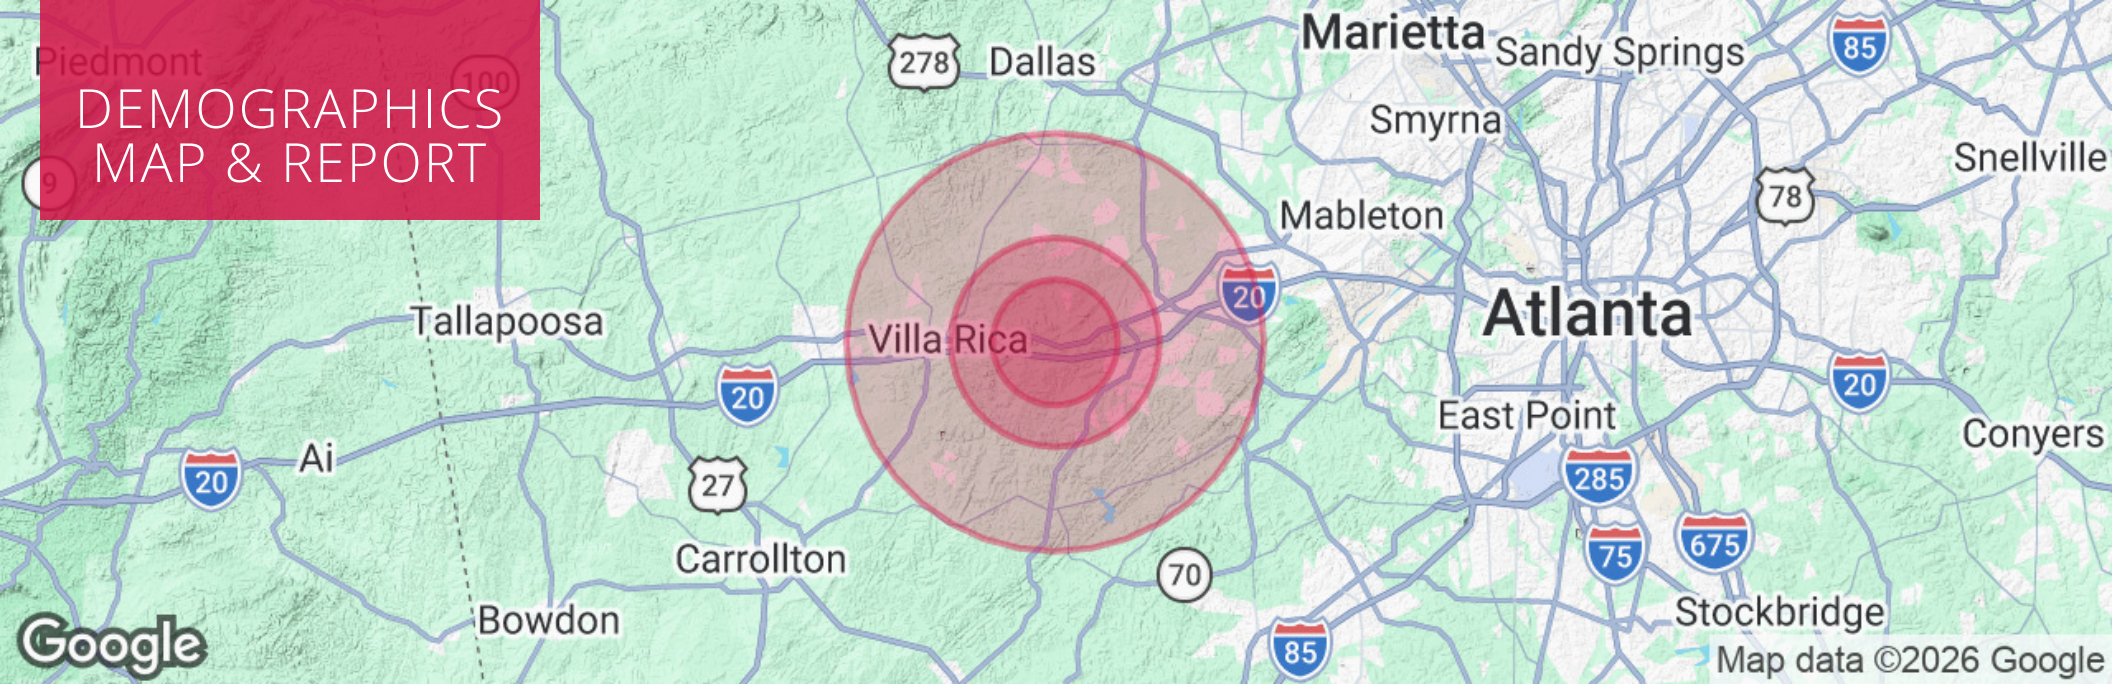 DEMOGRAPHICS
MAP & REPORT
Piedmont
100
9
278
Dallas
Marietta
Sandy Springs
85
Smyrna
Snellville
78
Mableton
20
Tallapoosa
Villa Rica
Atlanta
20
20
East Point
Conyers
Ai
20
27
285
Carrollton
70
75
675
Bowdon
Stockbridge
85
Google
Map data ©2026 Google